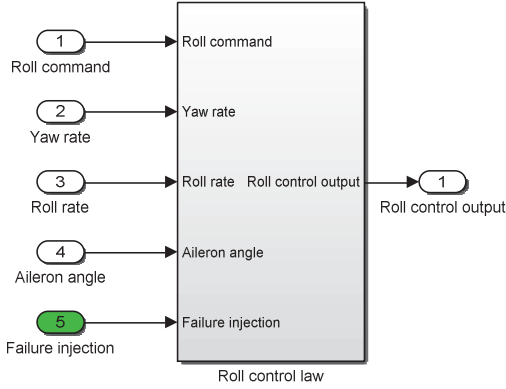 1
Roll command
Roll command
2
Yaw rate
Yaw rate
3
Roll rate
Roll rate
Roll control output
1
Roll control output
4
Aileron angle
Aileron angle
5
Failure injection
Failure injection
Roll control law